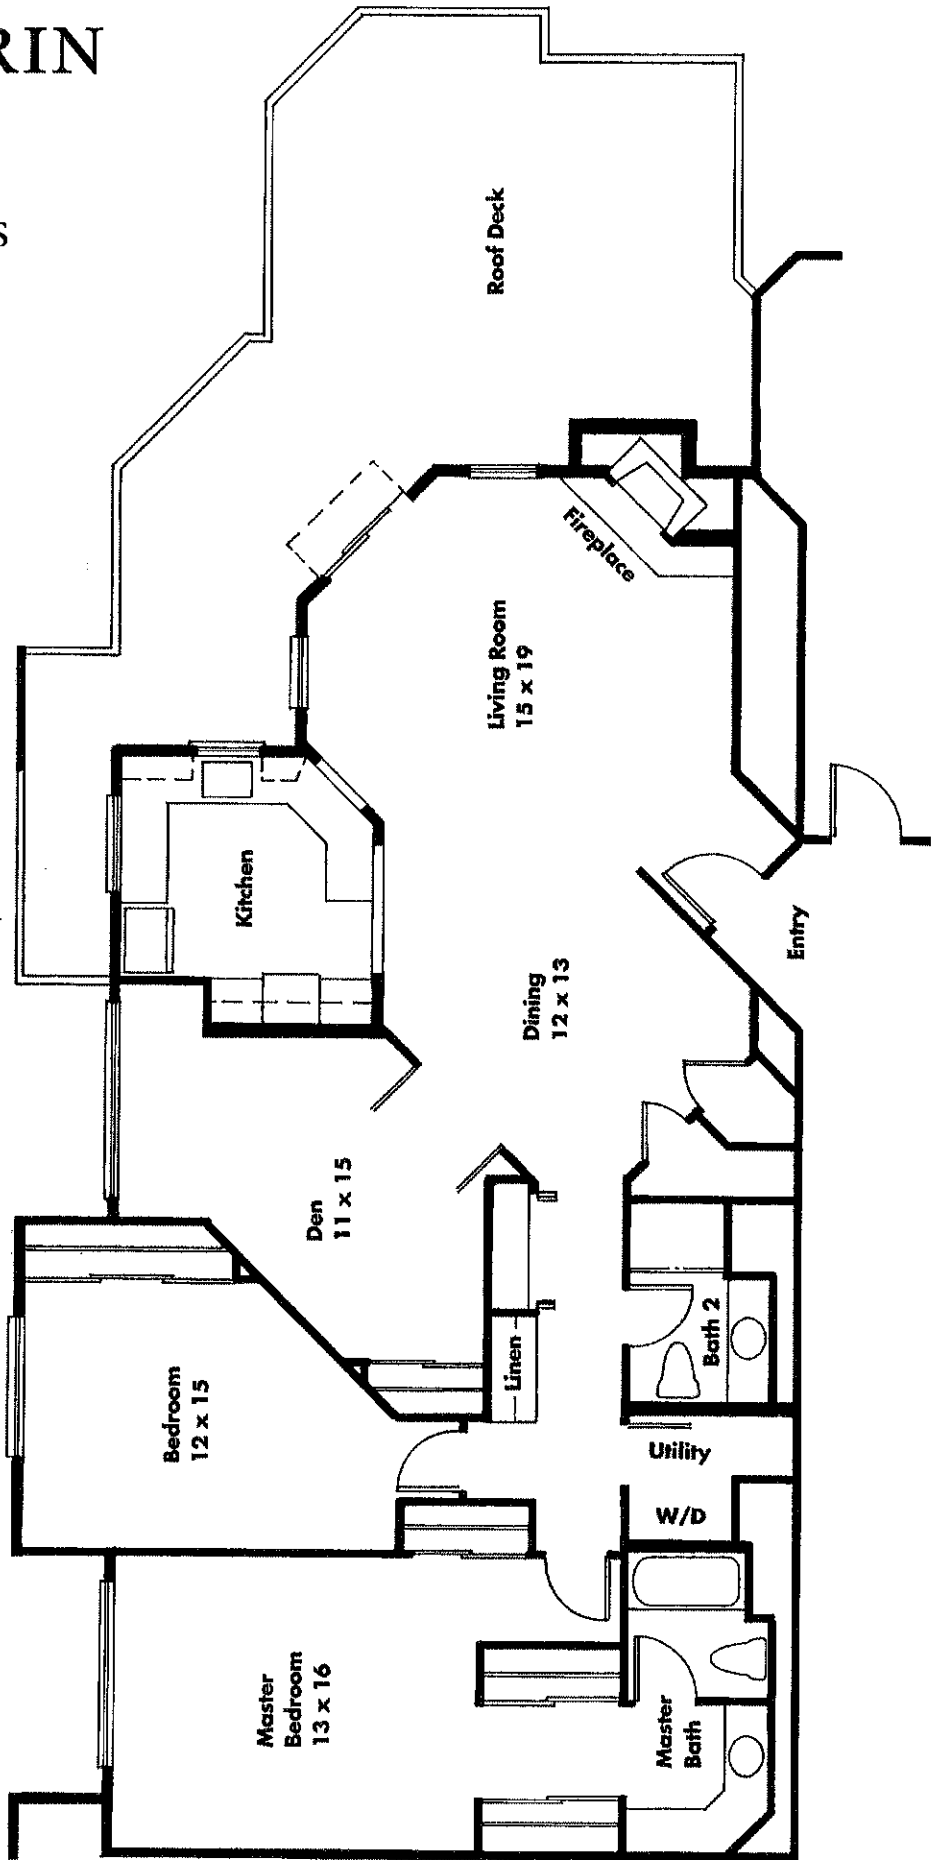 RIN
S
Roof Deck
Fireplace
Living Room
15 x 19
Kitchen
Dining
12 x 13
Entry
Den
11 x 15
Linen
Bath 2
Bedroom
12 x 15
Utility
W/D
Master
Bedroom
13 x 16
Master
Bath